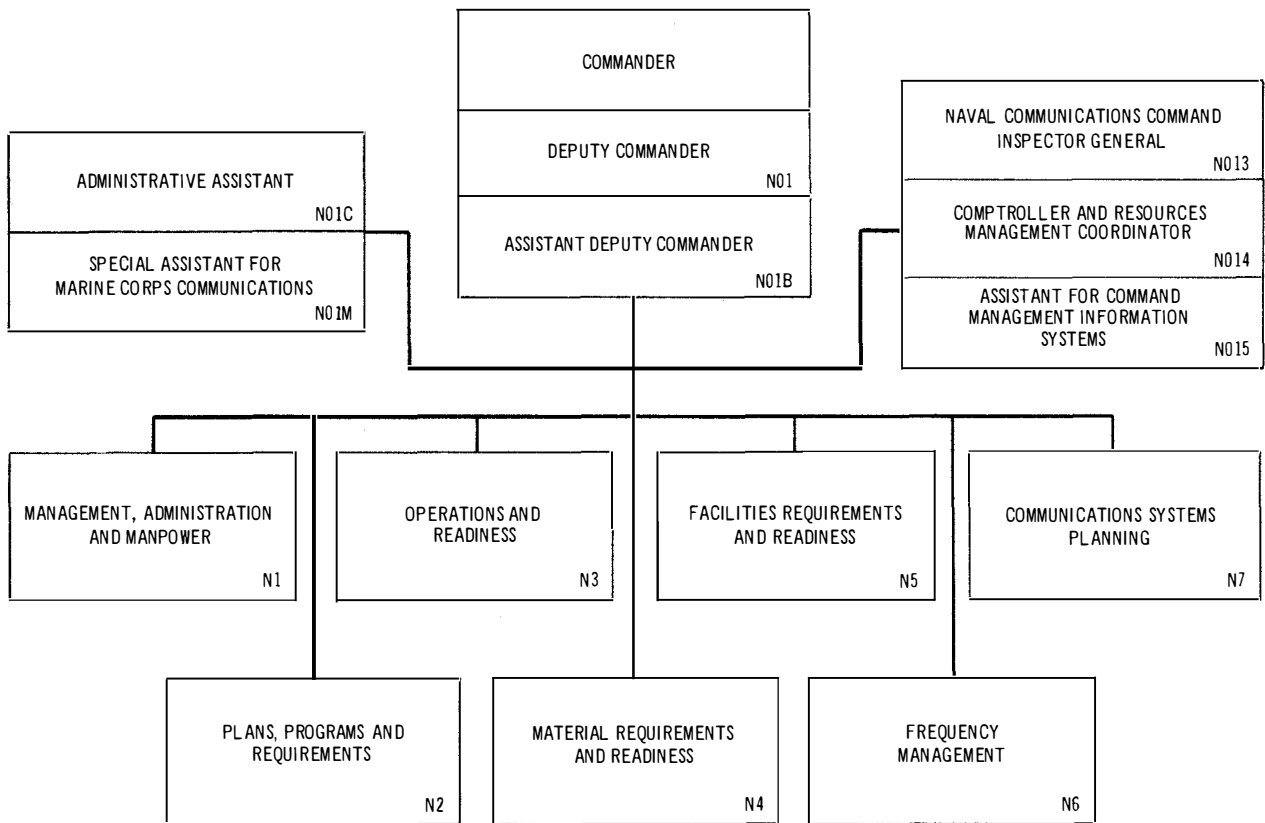 COMMANDER
DEPUTY COMMANDER
N01
ASSISTANT DEPUTY COMMANDER
N01B
ADMINISTRATIVE ASSISTANT
N01C
SPECIAL ASSISTANT FOR
MARINE CORPS COMMUNICATIONS
N01M
NAVAL COMMUNICATIONS COMMAND
INSPECTOR GENERAL
N013
COMPTROLLER AND RESOURCES
MANAGEMENT COORDINATOR
N014
ASSISTANT FOR COMMAND
MANAGEMENT INFORMATION
SYSTEMS
N015
MANAGEMENT, ADMINISTRATION
AND MANPOWER
N1
OPERATIONS AND
READINESS
N3
FACILITIES REQUIREMENTS
AND READINESS
N5
COMMUNICATIONS SYSTEMS
PLANNING
N7
PLANS, PROGRAMS AND
REQUIREMENTS
N2
MATERIAL REQUIREMENTS
AND READINESS
N4
FREQUENCY
MANAGEMENT
N6